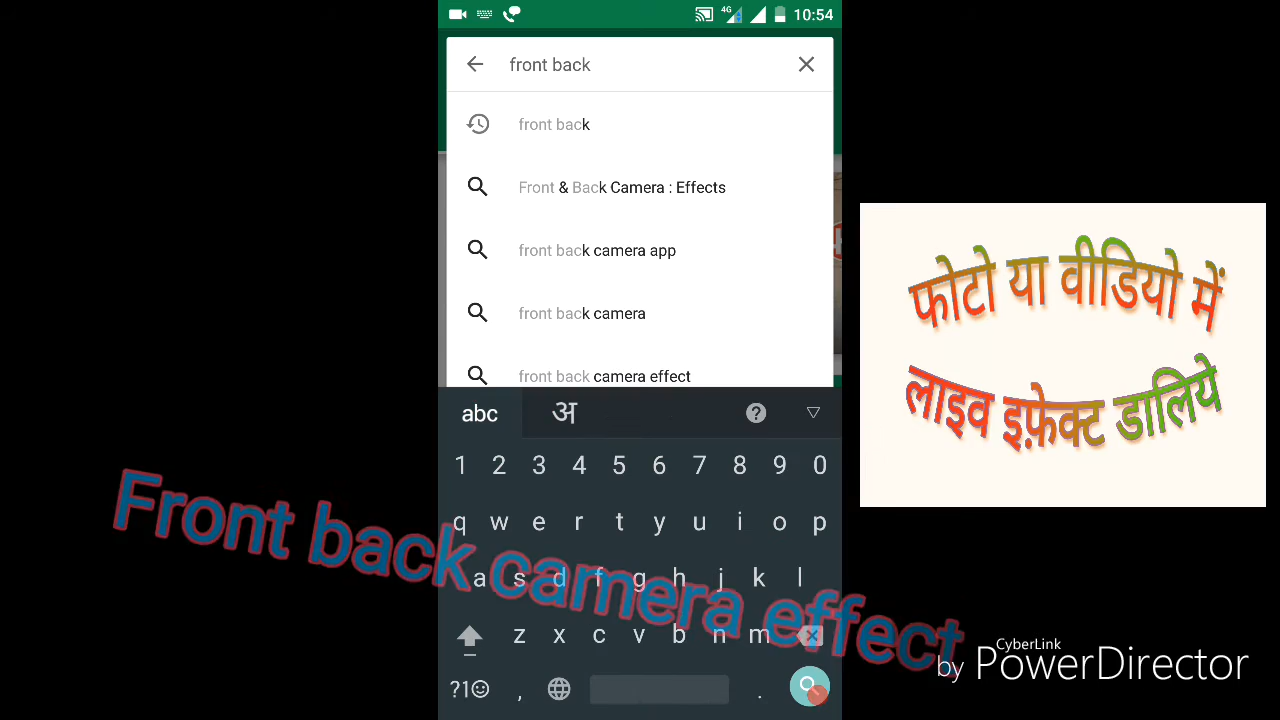 4G 10:54
front back
front back
Front & Back Camera : Effects
front back camera app
front back camera
front back camera effect
abc अ ?
1 2 3 4 5 6 7 8 9 0
q w e r t y u i o p
a s d f g h j k l
z x c v b n m
?1☺ , .
Front back camera effect
फोटो या वीडियो में
लाइव इफ़ेक्ट डालिये
CyberLink
by PowerDirector